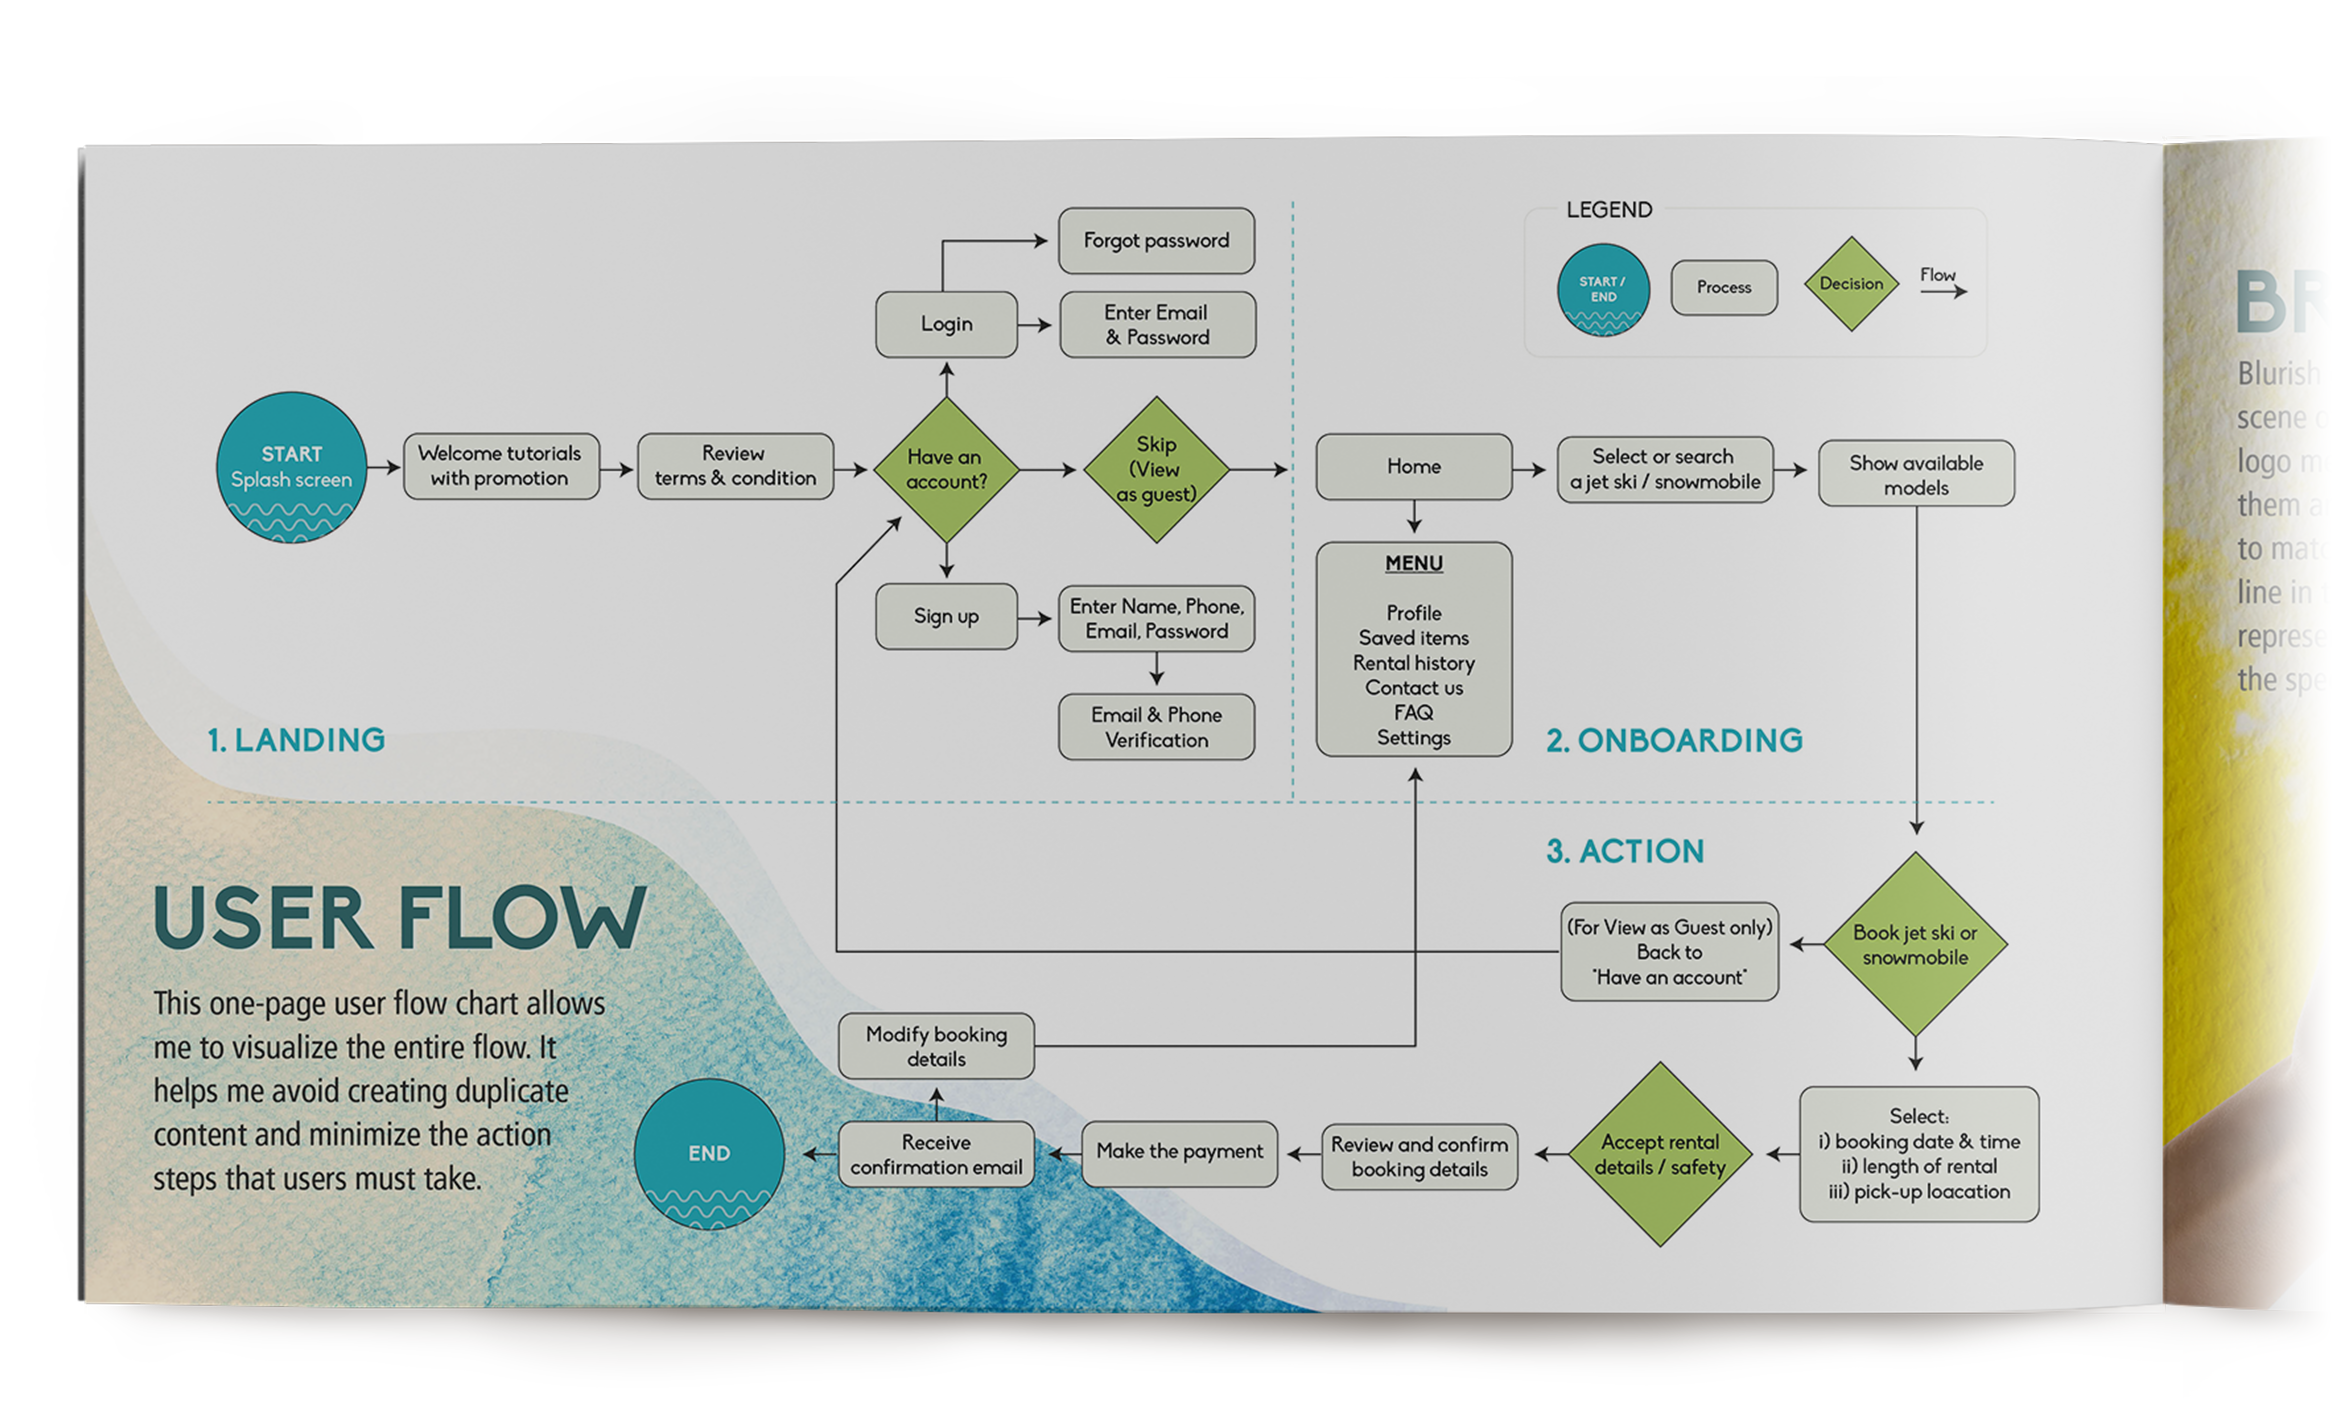 LEGEND
START /
END
Process
Decision
Flow
Forgot password
Login
Enter Email
& Password
START
Splash screen
Welcome tutorials
with promotion
Review
terms & condition
Have an
account?
Skip
(View
as guest)
Home
Select or search
a jet ski / snowmobile
Show available
models
MENU
Profile
Saved items
Rental history
Contact us
FAQ
Settings
Sign up
Enter Name, Phone,
Email, Password
Email & Phone
Verification
1. LANDING
2. ONBOARDING
3. ACTION
Book jet ski or
snowmobile
(For View as Guest only)
Back to
"Have an account"
Select:
i) booking date & time
ii) length of rental
iii) pick-up loacation
Accept rental
details / safety
Review and confirm
booking details
Make the payment
Receive
confirmation email
Modify booking
details
END
USER FLOW
This one-page user flow chart allows
me to visualize the entire flow. It
helps me avoid creating duplicate
content and minimize the action
steps that users must take.
Blurish
scene
logo
them
to
line in
the